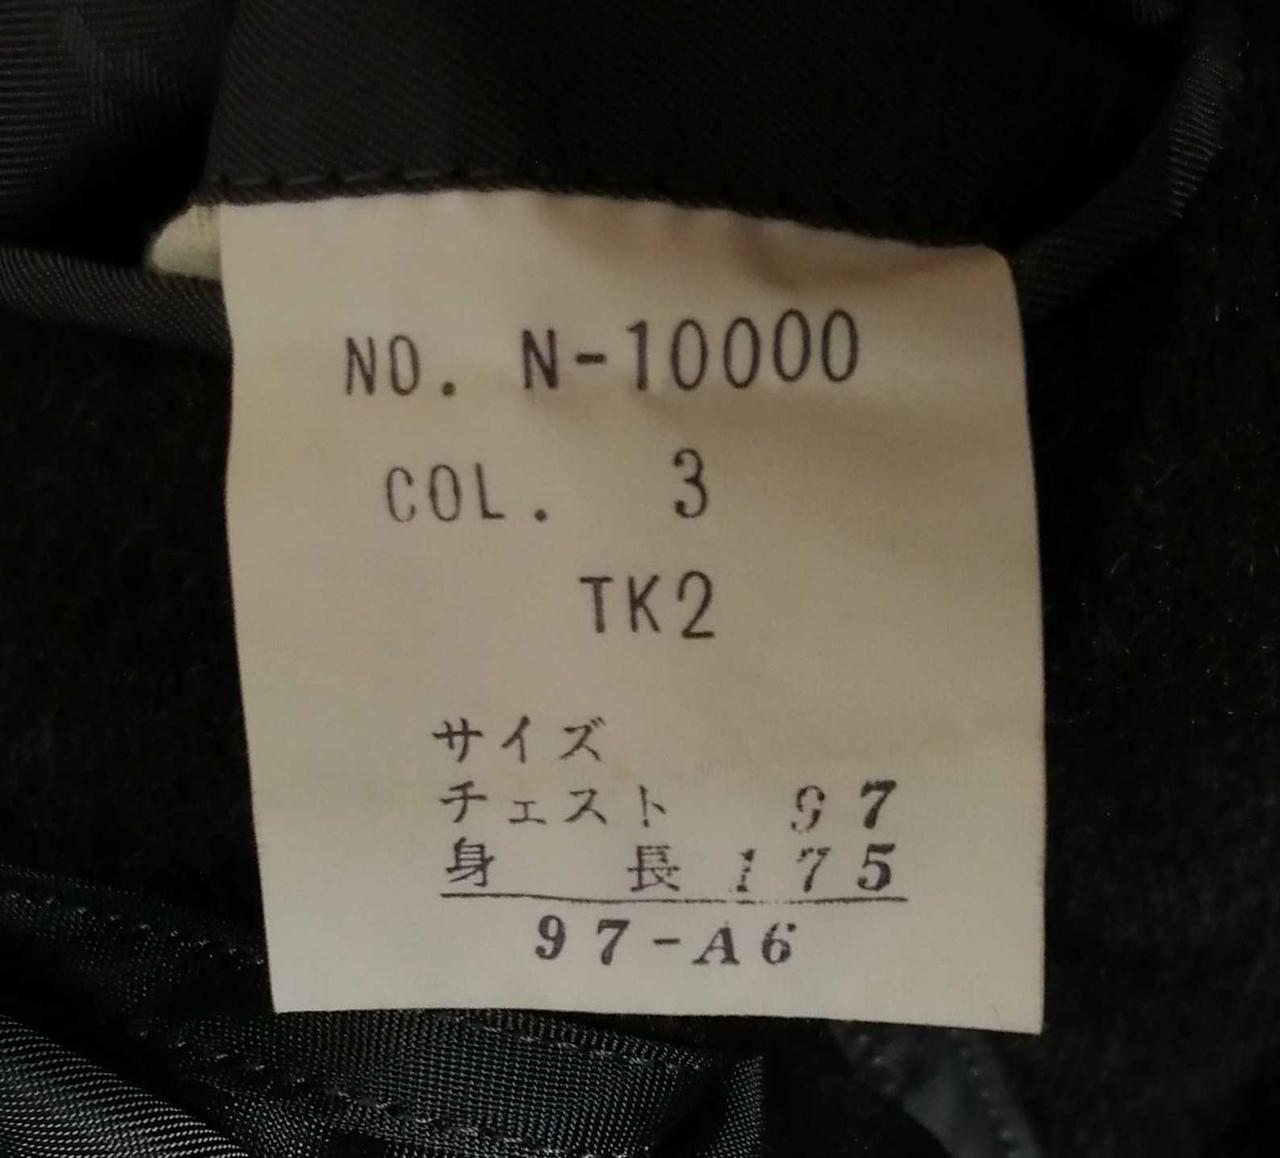 NO. N-10000
COL. 3
TK2
サイズ
チェスト 97
身 長 175
97-A6